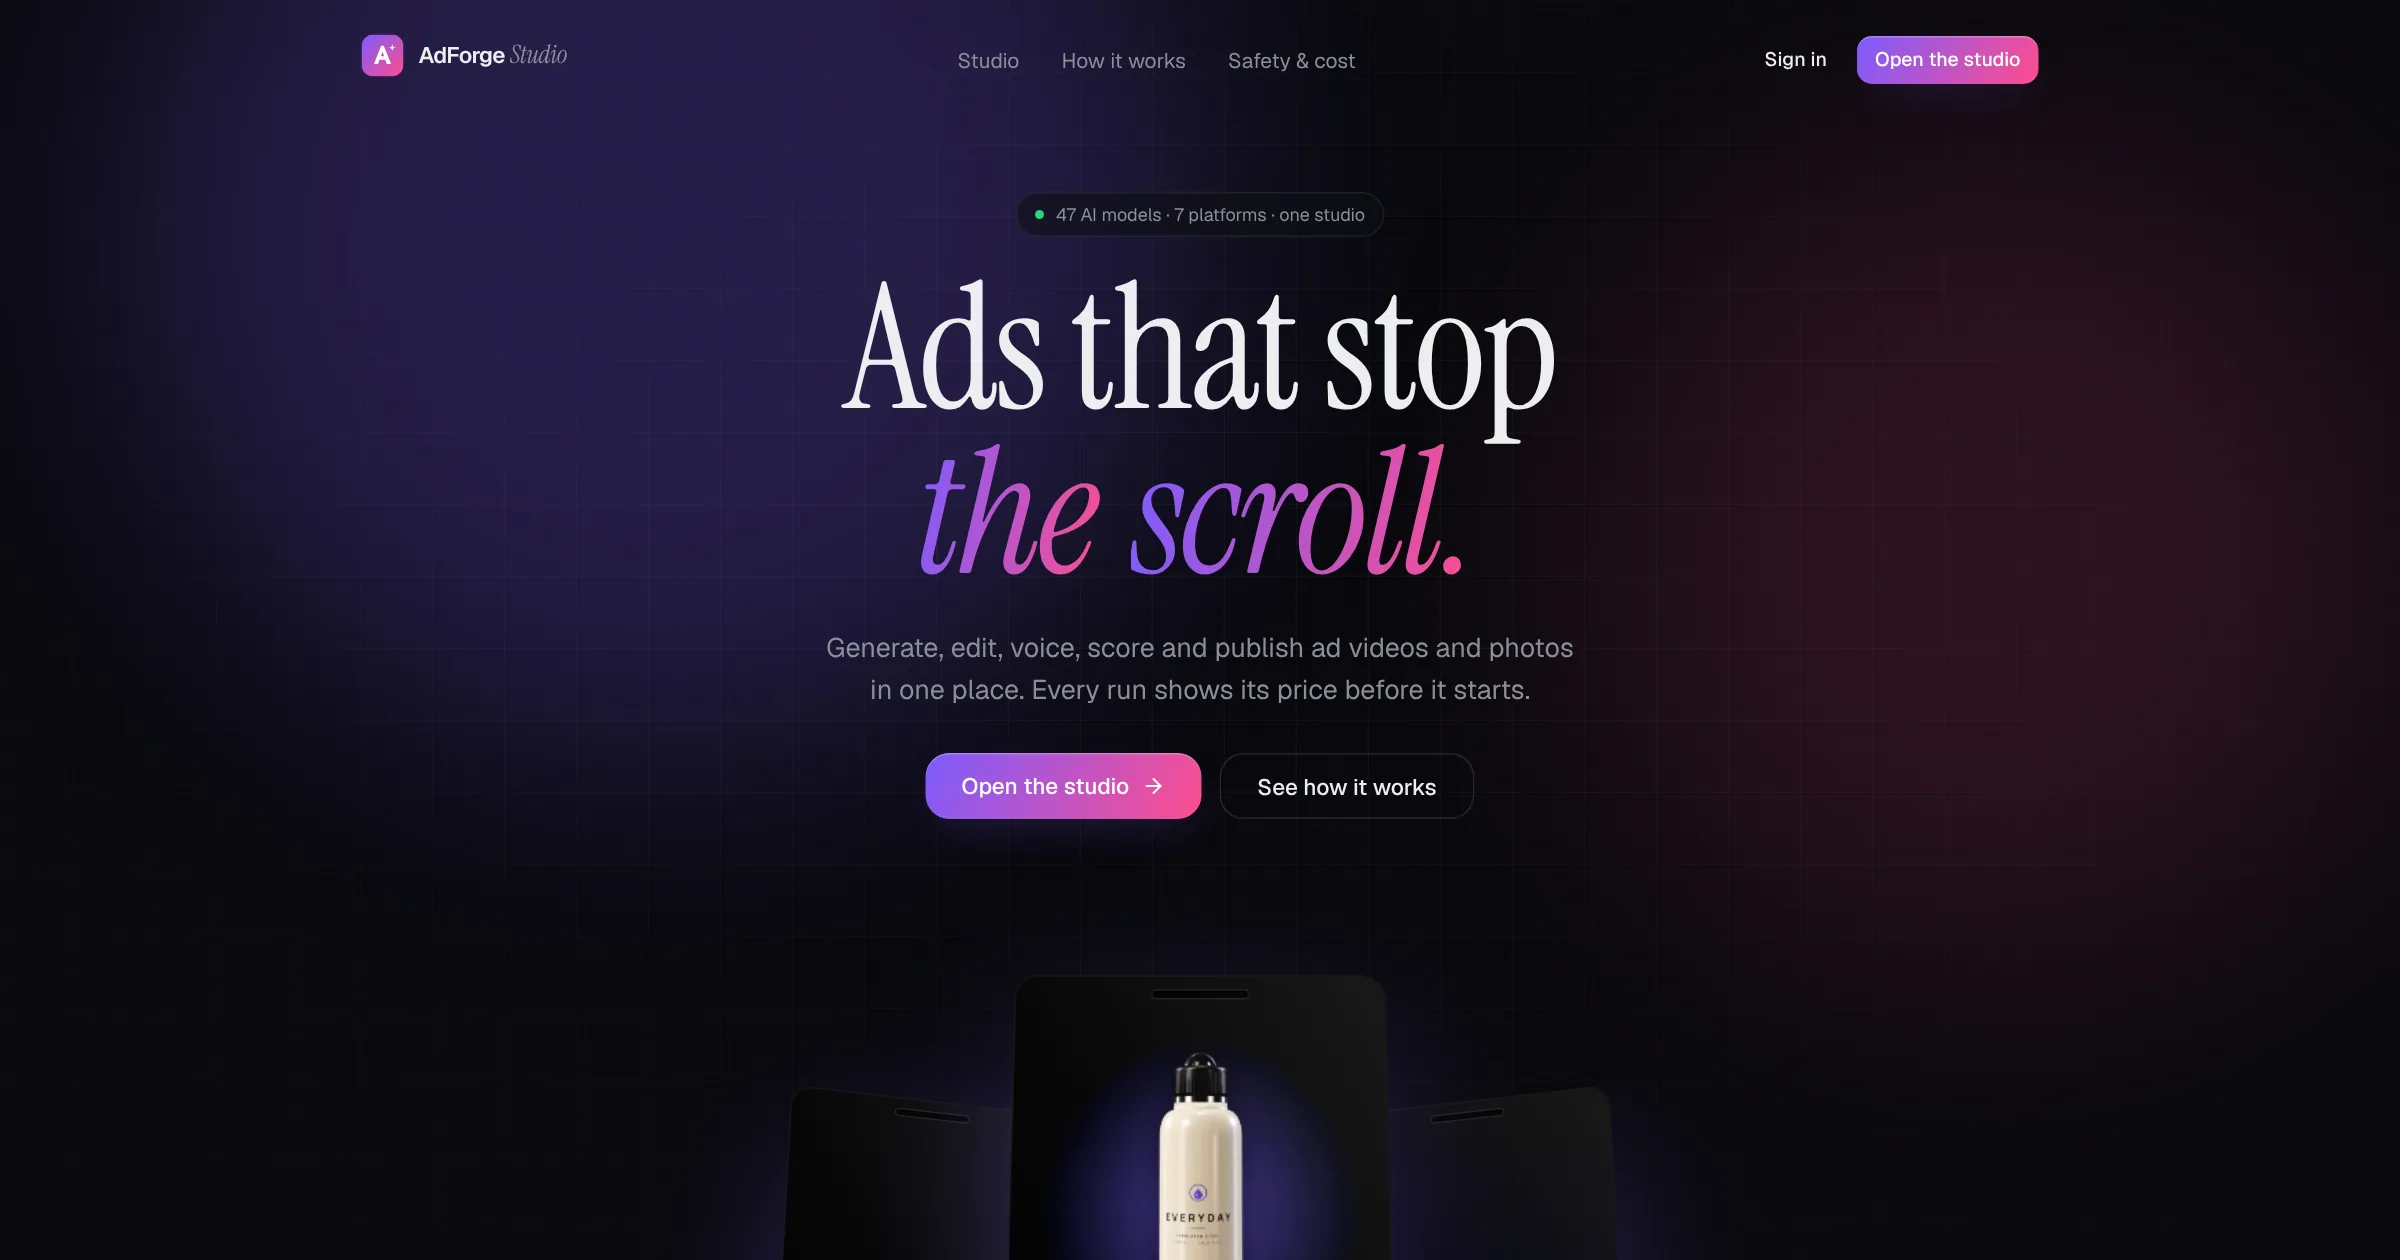 A AdForge Studio
Studio How it works Safety & cost
Sign in Open the studio
47 AI models · 7 platforms · one studio
Ads that stop
the scroll.
Generate, edit, voice, score and publish ad videos and photos
in one place. Every run shows its price before it starts.
Open the studio →
See how it works
EVERYDAY